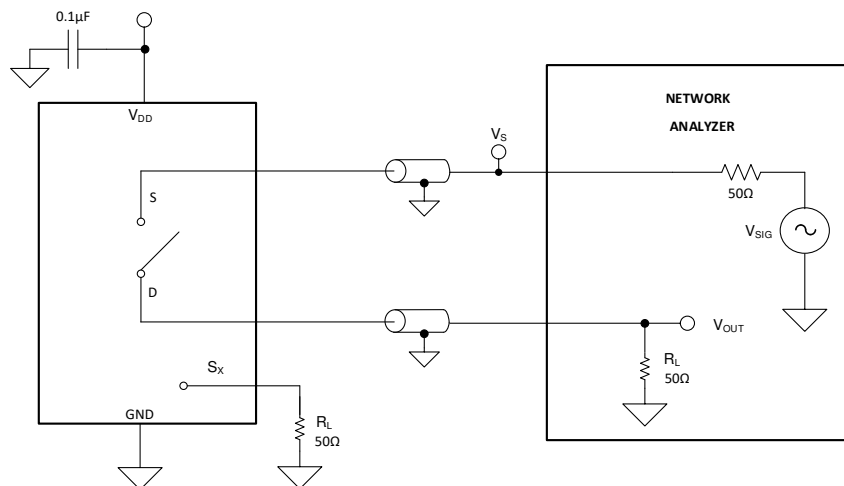 0.1µF
V_DD
NETWORK
ANALYZER
V_S
S
50Ω
V_SIG
D
V_OUT
S_X
R_L
50Ω
GND
R_L
50Ω